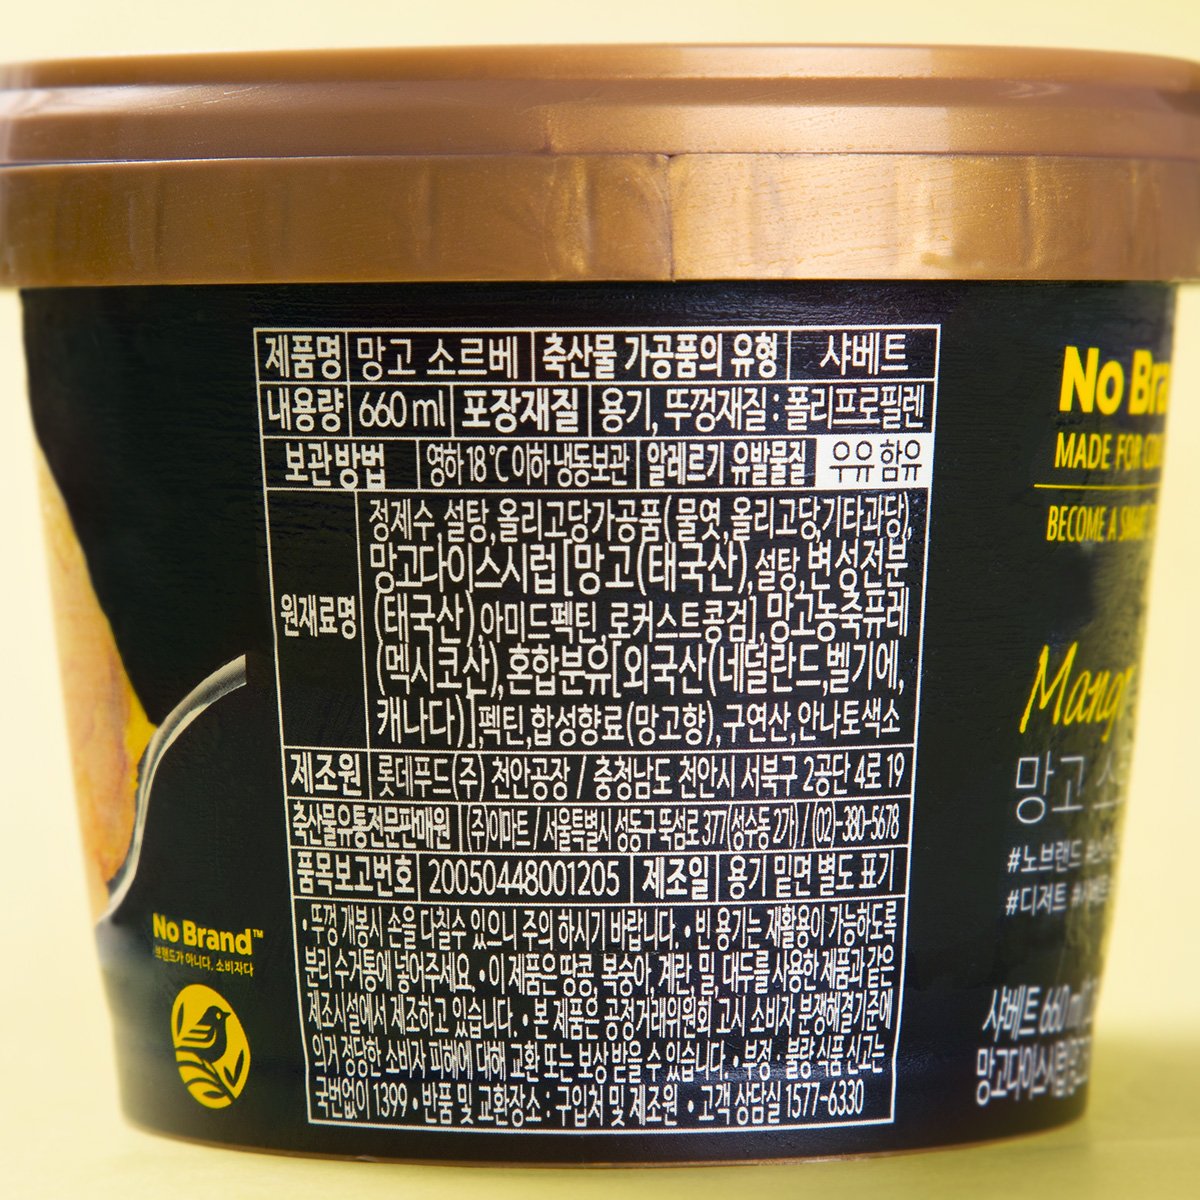 제품명 망고 소르베 축산물 가공품의 유형 샤베트
내용량 660 ml 포장재질 용기, 뚜껑재질 : 폴리프로필렌
보관방법 영하 18℃ 이하 냉동보관 알레르기 유발물질 우유 함유
원재료명
정제수,설탕,올리고당가공품(물엿,올리고당,기타과당),
망고다이스시럽[망고(태국산),설탕,변성전분
(태국산),아미드펙틴,로커스트콩검],망고농축퓨레
(멕시코산),혼합분유[외국산(네덜란드,벨기에,
캐나다)],펙틴,합성향료(망고향),구연산,안나토색소
제조원 롯데푸드(주) 천안공장 / 충청남도 천안시 서북구 2공단 4로 19
축산물유통전문판매원 (주)이마트 / 서울특별시 성동구 뚝섬로 377(성수동 2가) / (02)-380-5678
품목보고번호 20050448001205 제조일 용기 밑면 별도 표기
• 뚜껑 개봉시 손을 다칠수 있으니 주의 하시기 바랍니다. • 빈 용기는 재활용이 가능하도록
분리 수거통에 넣어주세요 • 이 제품은 땅콩, 복숭아, 계란, 밀, 대두를 사용한 제품과 같은
제조시설에서 제조하고 있습니다. • 본 제품은 공정거래위원회 고시 소비자 분쟁해결기준에
의거 정당한 소비자 피해에 대해 교환 또는 보상 받을 수 있습니다. • 부정 · 불량 식품 신고는
국번없이 1399 • 반품 및 교환장소 : 구입처 및 제조원 • 고객 상담실 1577-6330
No Brand™
브랜드가 아니다. 소비자다
No Bra
MADE FOR
BECOME A SMART
Mango
망고
#노브랜드
#디저트
샤베트 660 ml
망고다이스시럽